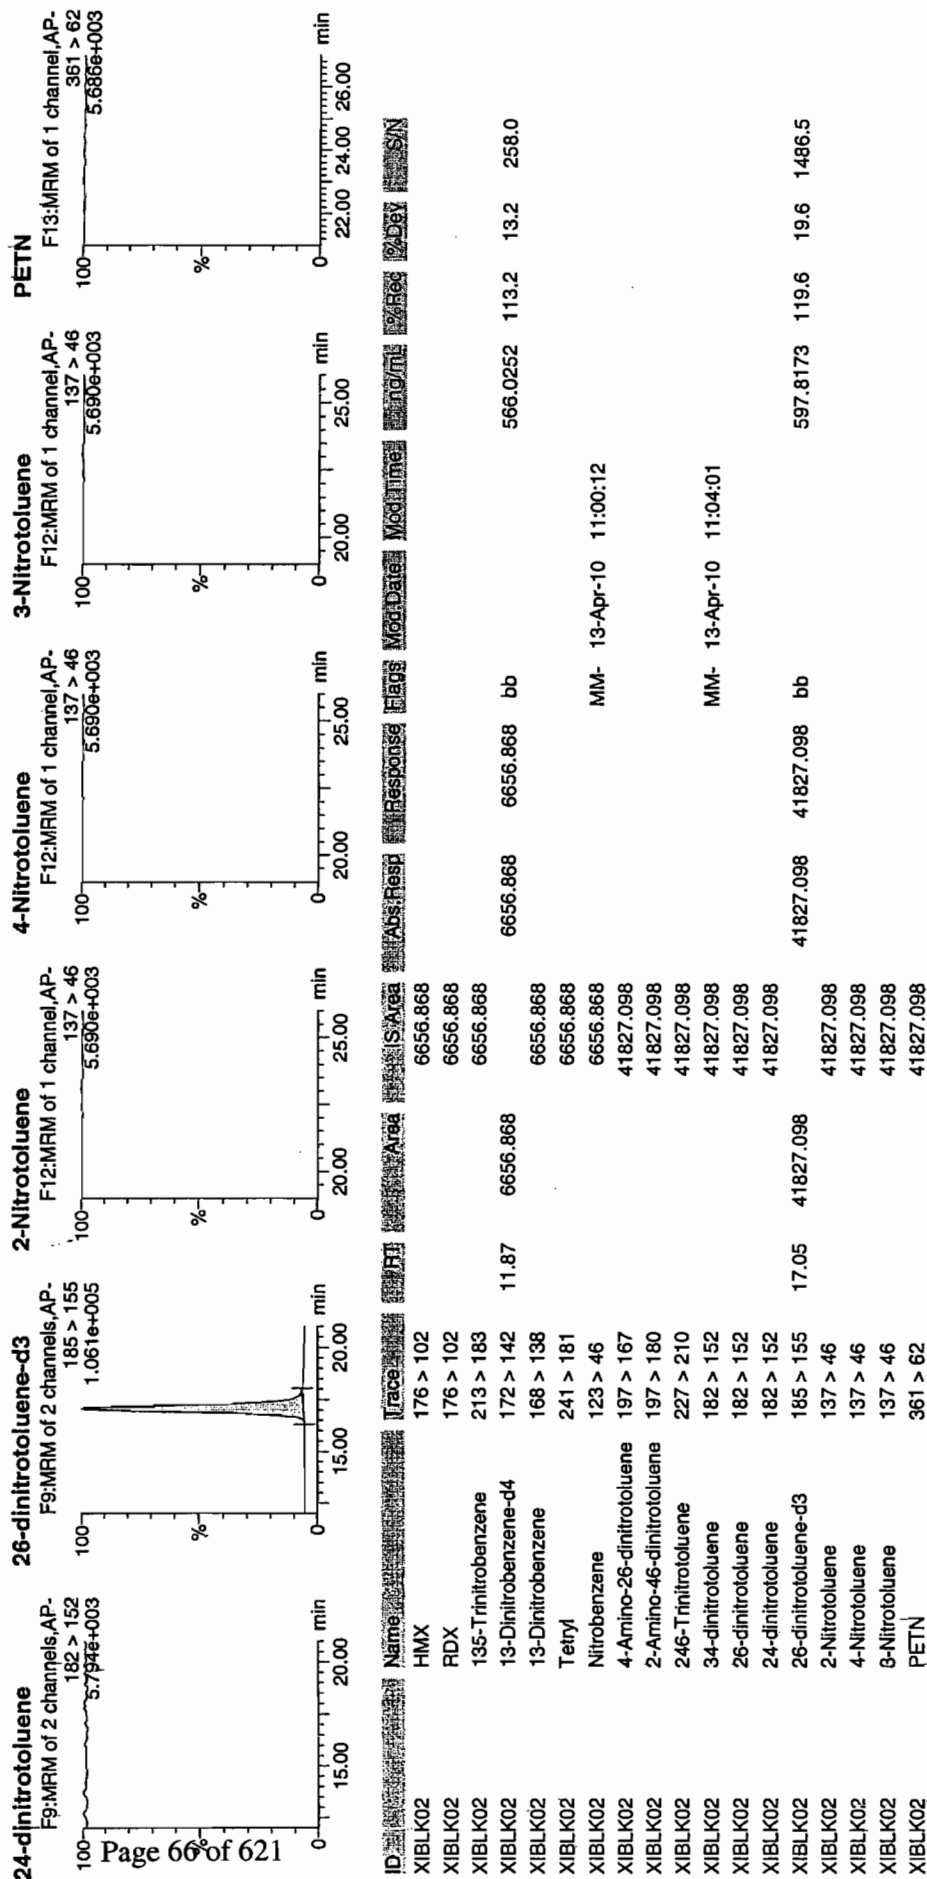 24-dinitrotoluene
F9:MRM of 2 channels,AP-
182 > 152
5.794e+003
100
%
0
15.00 20.00 min
26-dinitrotoluene-d3
F9:MRM of 2 channels,AP-
185 > 155
1.061e+005
100
%
0
15.00 20.00 min
2-Nitrotoluene
F12:MRM of 1 channel,AP-
137 > 46
5.690e+003
100
%
0
20.00 25.00 min
4-Nitrotoluene
F12:MRM of 1 channel,AP-
137 > 46
5.690e+003
100
%
0
20.00 25.00 min
3-Nitrotoluene
F12:MRM of 1 channel,AP-
137 > 46
5.690e+003
100
%
0
20.00 25.00 min
PETN
F13:MRM of 1 channel,AP-
361 > 62
5.686e+003
100
%
0
22.00 24.00 26.00 min
ID Name Trace RT Area IS Area Abs.Resp Response Flags Mod.Date Mod.Time ng/mL %Rec %Dev S/N
XIBLK02 HMX 176 > 102 6656.868
XIBLK02 RDX 176 > 102 6656.868
XIBLK02 135-Trinitrobenzene 213 > 183 6656.868
XIBLK02 13-Dinitrobenzene-d4 172 > 142 11.87 6656.868 6656.868 6656.868 bb 566.0252 113.2 13.2 258.0
XIBLK02 13-Dinitrobenzene 168 > 138 6656.868
XIBLK02 Tetryl 241 > 181 6656.868
XIBLK02 Nitrobenzene 123 > 46 6656.868 MM- 13-Apr-10 11:00:12
XIBLK02 4-Amino-26-dinitrotoluene 197 > 167 41827.098
XIBLK02 2-Amino-46-dinitrotoluene 197 > 180 41827.098
XIBLK02 246-Trinitrotoluene 227 > 210 41827.098
XIBLK02 34-dinitrotoluene 182 > 152 41827.098 MM- 13-Apr-10 11:04:01
XIBLK02 26-dinitrotoluene 182 > 152 41827.098
XIBLK02 24-dinitrotoluene 182 > 152 41827.098
XIBLK02 26-dinitrotoluene-d3 185 > 155 17.05 41827.098 41827.098 41827.098 bb 597.8173 119.6 19.6 1486.5
XIBLK02 2-Nitrotoluene 137 > 46 41827.098
XIBLK02 4-Nitrotoluene 137 > 46 41827.098
XIBLK02 3-Nitrotoluene 137 > 46 41827.098
XIBLK02 PETN 361 > 62 41827.098
Page 66 of 621